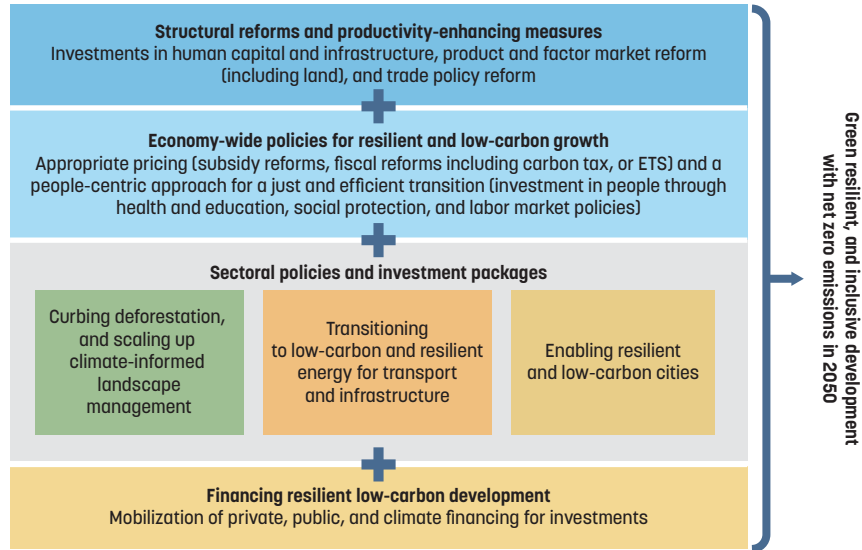 Structural reforms and productivity-enhancing measures
Investments in human capital and infrastructure, product and factor market reform
(including land), and trade policy reform
+
Economy-wide policies for resilient and low-carbon growth
Appropriate pricing (subsidy reforms, fiscal reforms including carbon tax, or ETS) and a
people-centric approach for a just and efficient transition (investment in people through
health and education, social protection, and labor market policies)
+
Sectoral policies and investment packages
Curbing deforestation,
and scaling up
climate-informed
landscape
management
Transitioning
to low-carbon and resilient
energy for transport
and infrastructure
Enabling resilient
and low-carbon cities
+
Financing resilient low-carbon development
Mobilization of private, public, and climate financing for investments
Green resilient, and inclusive development
with net zero emissions in 2050